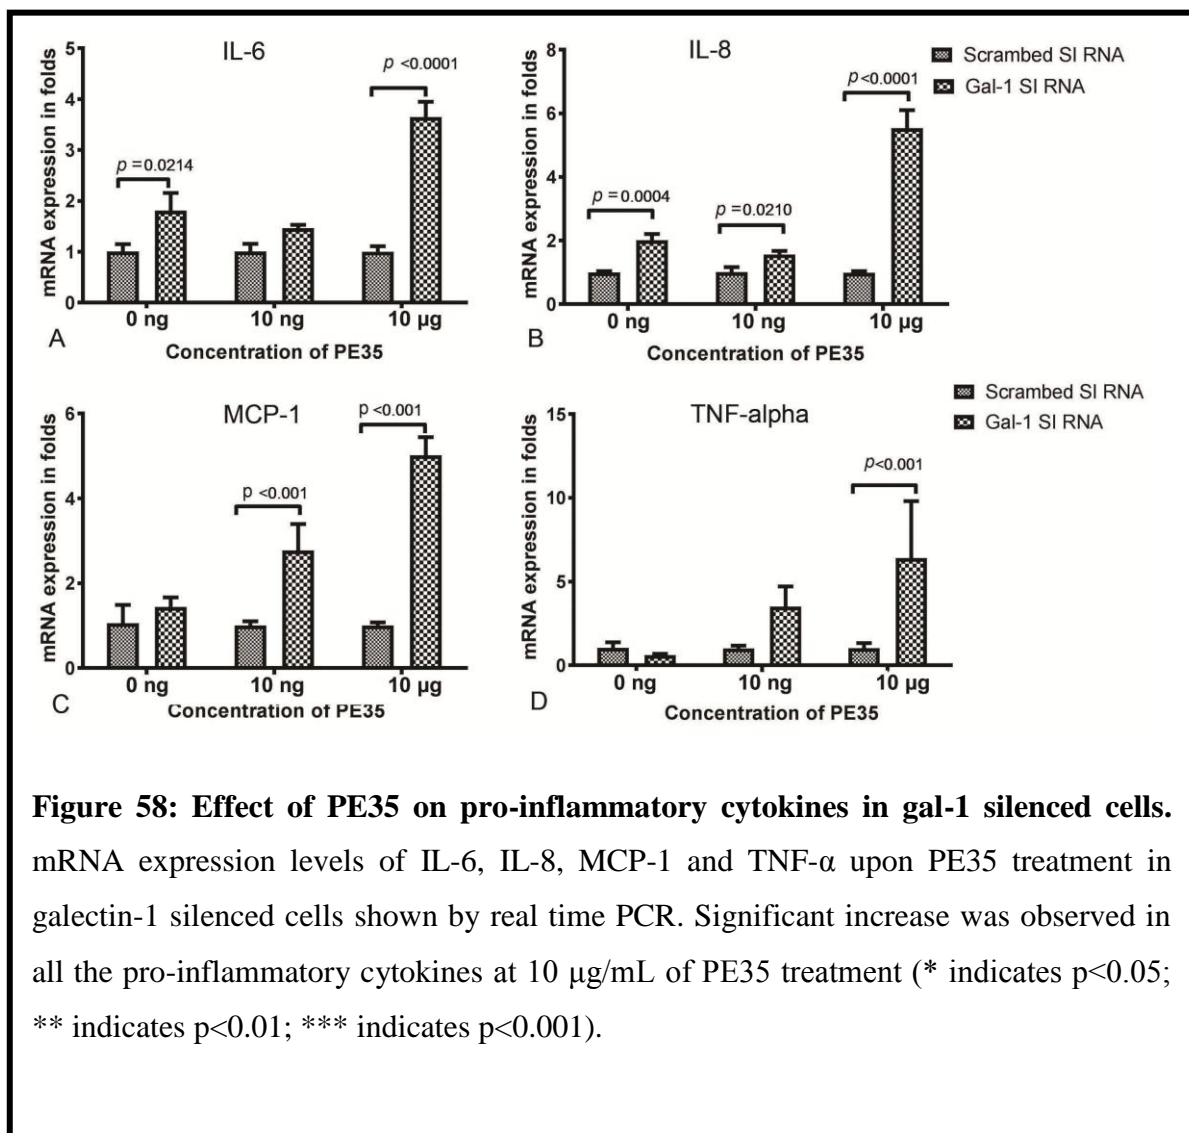 IL-6
IL-8
Scrambed SI RNA
Gal-1 SI RNA
mRNA expression in folds
5
4
3
2
1
0
p =0.0214
p <0.0001
0 ng
10 ng
10 µg
A
Concentration of PE35
mRNA expression in folds
8
6
4
2
0
p =0.0004
p =0.0210
p <0.0001
0 ng
10 ng
10 µg
B
Concentration of PE35
MCP-1
TNF-alpha
Scrambed SI RNA
Gal-1 SI RNA
mRNA expression in folds
6
4
2
0
p <0.001
p <0.001
0 ng
10 ng
10 µg
C
Concentration of PE35
mRNA expression in folds
15
10
5
0
p<0.001
0 ng
10 ng
10 µg
D
Concentration of PE35
Figure 58: Effect of PE35 on pro-inflammatory cytokines in gal-1 silenced cells.
mRNA expression levels of IL-6, IL-8, MCP-1 and TNF-α upon PE35 treatment in
galectin-1 silenced cells shown by real time PCR. Significant increase was observed in
all the pro-inflammatory cytokines at 10 µg/mL of PE35 treatment (* indicates p<0.05;
** indicates p<0.01; *** indicates p<0.001).